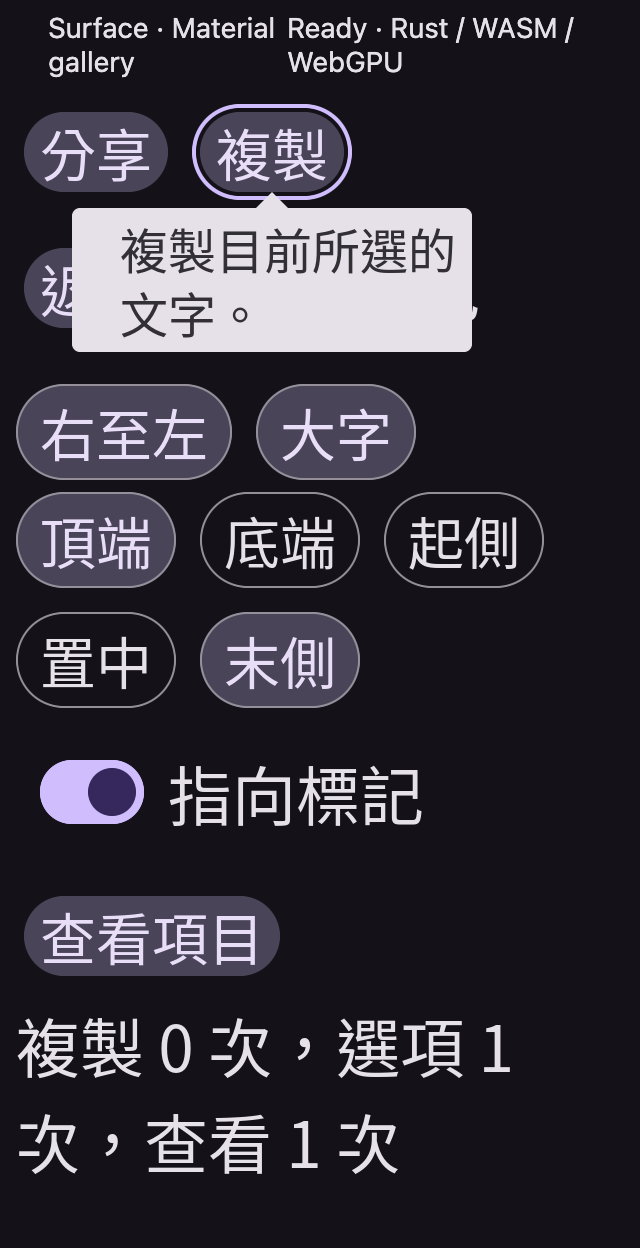 Surface · Material gallery
Ready · Rust / WASM / WebGPU
分享
複製
複製目前所選的
文字。
右至左
大字
頂端
底端
起側
置中
末側
指向標記
查看項目
複製 0 次，選項 1
次，查看 1 次